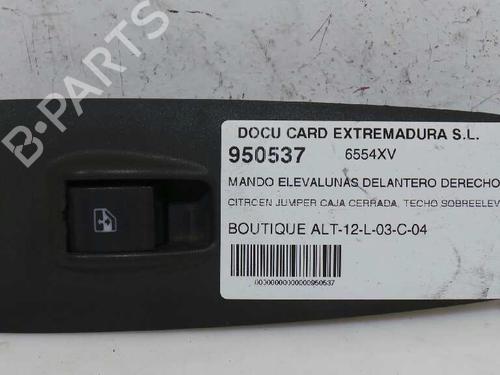 DOCU CARD EXTREMADURA S.L.
950537 6554XV
MANDO ELEVALUNAS DELANTERO DERECHO
CITROEN JUMPER CAJA CERRADA, TECHO SOBREELEV
BOUTIQUE ALT-12-L-03-C-04
0000000000000950537
B-PARTS